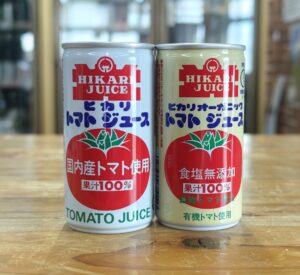 HIKARI
JUICE
ヒカリ
トマト ジュース
国内産トマト使用
果汁100%
TOMATO JUICE
HIKARI
JUICE
ヒカリオーガニック
トマト ジュース
食塩無添加
果汁100%
有機トマト使用